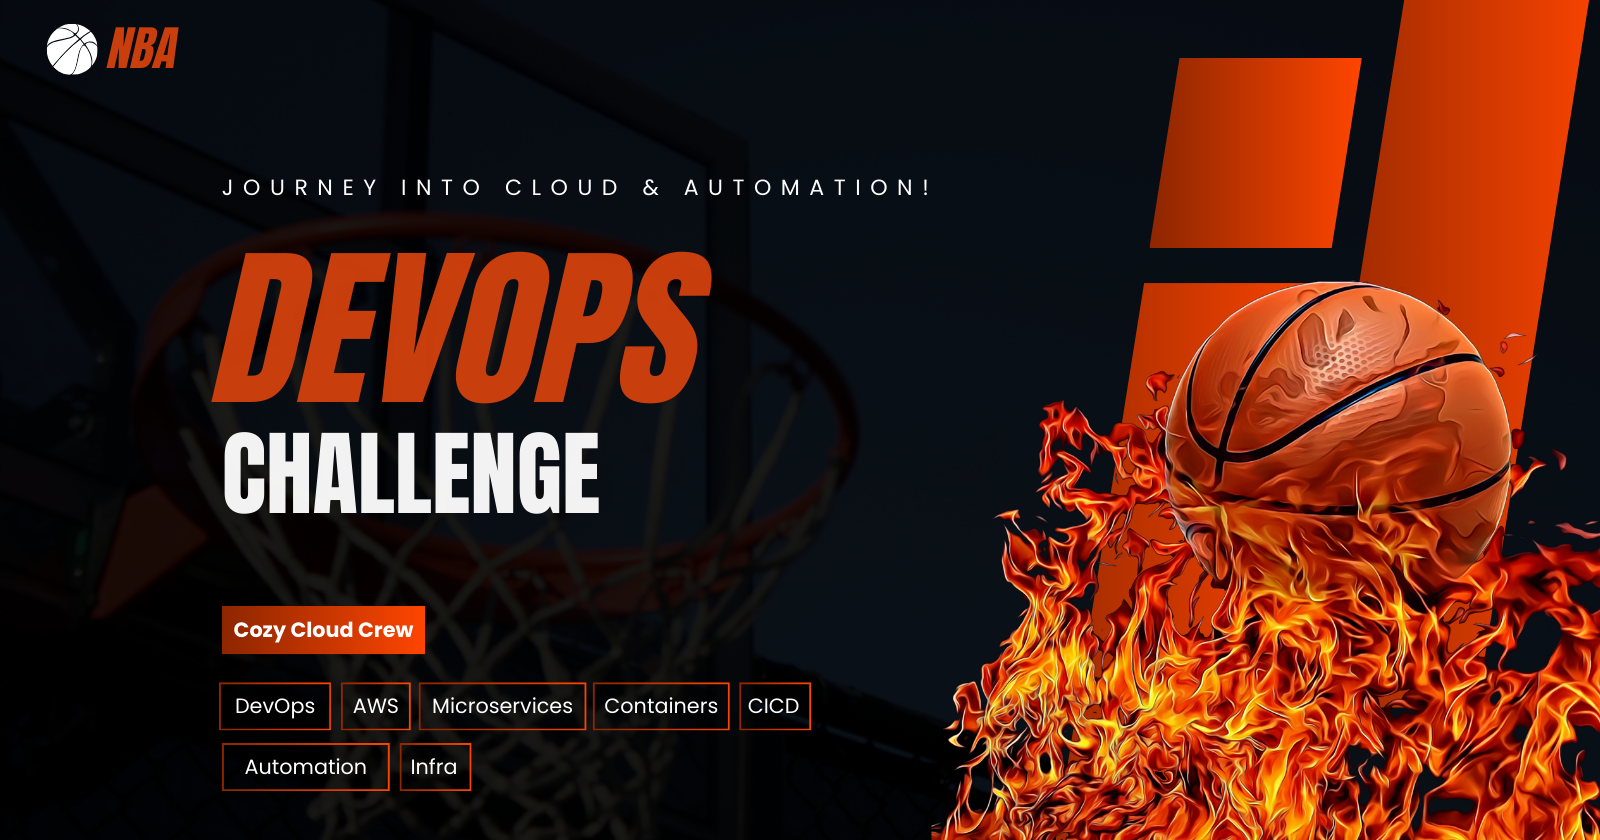 NBA
JOURNEY INTO CLOUD & AUTOMATION!
DEVOPS
CHALLENGE
Cozy Cloud Crew
DevOps AWS Microservices Containers CICD
Automation Infra